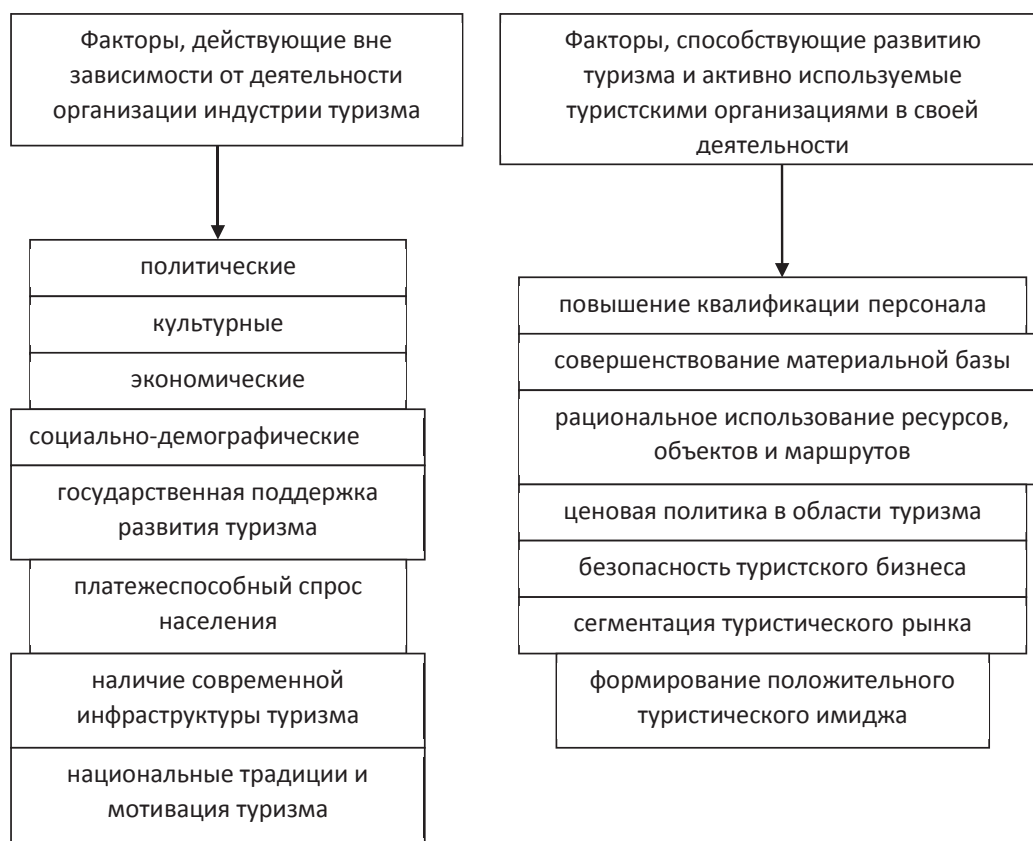 Факторы, действующие вне
зависимости от деятельности
организации индустрии туризма
политические
культурные
экономические
социально-демографические
государственная поддержка
развития туризма
платежеспособный спрос
населения
наличие современной
инфраструктуры туризма
национальные традиции и
мотивация туризма
Факторы, способствующие развитию
туризма и активно используемые
туристскими организациями в своей
деятельности
повышение квалификации персонала
совершенствование материальной базы
рациональное использование ресурсов,
объектов и маршрутов
ценовая политика в области туризма
безопасность туристского бизнеса
сегментация туристического рынка
формирование положительного
туристического имиджа